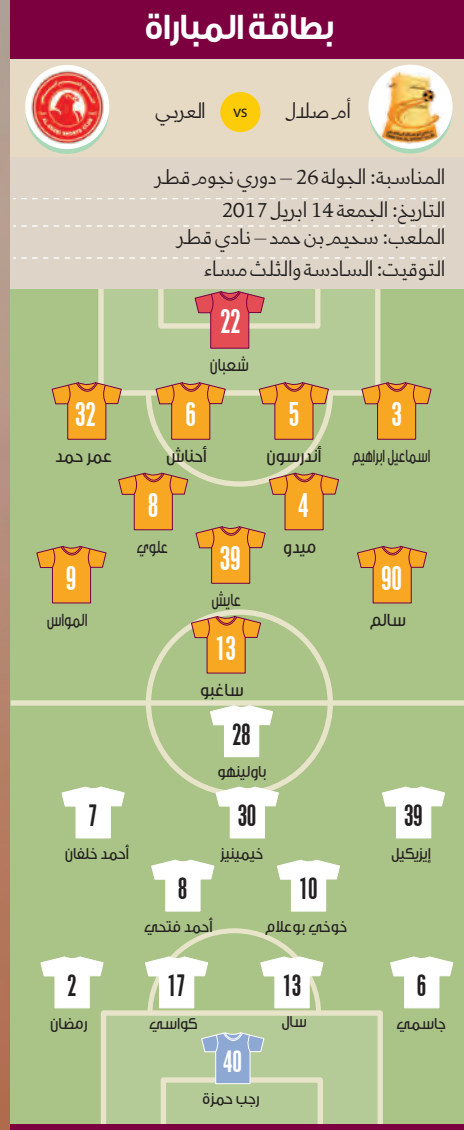 بطاقة المباراة
أم صلال vs العربي
المناسبة: الجولة 26 – دوري نجوم قطر
التاريخ: الجمعة 14 ابريل 2017
الملعب: سحيم بن حمد – نادي قطر
التوقيت: السادسة والثلث مساء
22
شعبان
3 5 6 32
اسماعيل ابراهيم أندرسون أحناش عمر حمد
4 8
ميدو علوي
39
عايش
90 9
سالم المواس
13
ساغبو
28
باولينهو
39 30 7
إيزيكيل خيمينيز أحمد خلفان
10 8
خوخي بوعلام أحمد فتحي
6 13 17 2
جاسمي سال كواسي رمضان
40
رجب حمزة